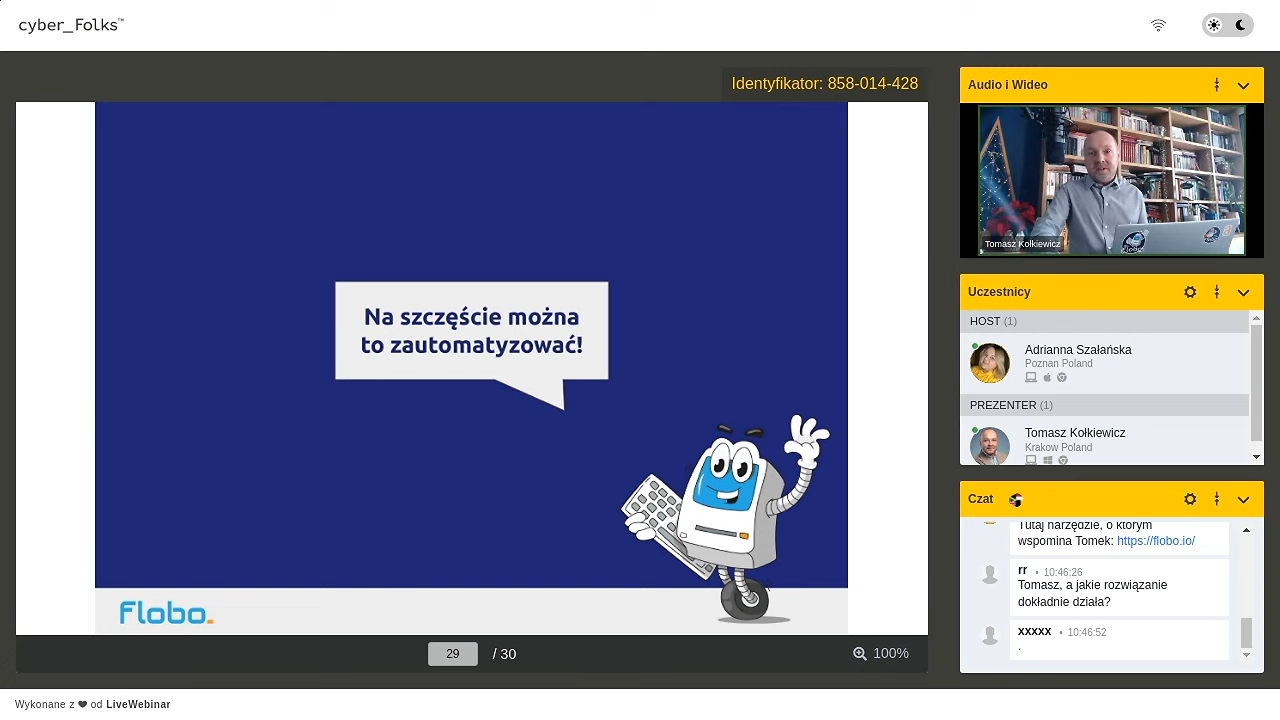 cyber_Folks™
Identyfikator: 858-014-428
Na szczęście można
to zautomatyzować!
Flobo.
29 / 30
100%
Audio i Wideo
Tomasz Kołkiewicz
Uczestnicy
HOST (1)
Adrianna Szałańska
Poznan Poland
PREZENTER (1)
Tomasz Kołkiewicz
Krakow Poland
Czat
Tutaj narzędzie, o którym
wspomina Tomek: https://flobo.io/
rr • 10:46:26
Tomasz, a jakie rozwiązanie
dokładnie działa?
xxxxx • 10:46:52
.
Wykonane z ❤ od LiveWebinar